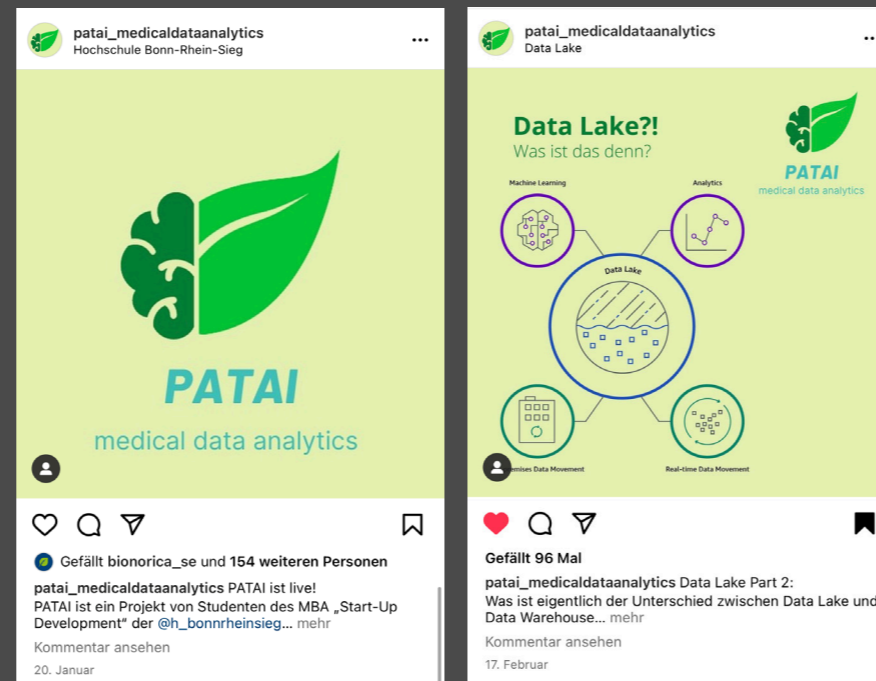 patai_medicaldataanalytics
Hochschule Bonn-Rhein-Sieg
PATAI
medical data analytics
Gefällt bionorica_se und 154 weiteren Personen
patai_medicaldataanalytics PATAI ist live!
PATAI ist ein Projekt von Studenten des MBA „Start-Up
Development" der @h_bonnrheinsieg... mehr
Kommentar ansehen
20. Januar
patai_medicaldataanalytics
Data Lake
Data Lake?!
Was ist das denn?
PATAI
medical data analytics
Machine Learning
Analytics
Data Lake
Data Movement
Real-time Data Movement
Gefällt 96 Mal
patai_medicaldataanalytics Data Lake Part 2:
Was ist eigentlich der Unterschied zwischen Data Lake und
Data Warehouse... mehr
Kommentar ansehen
17. Februar